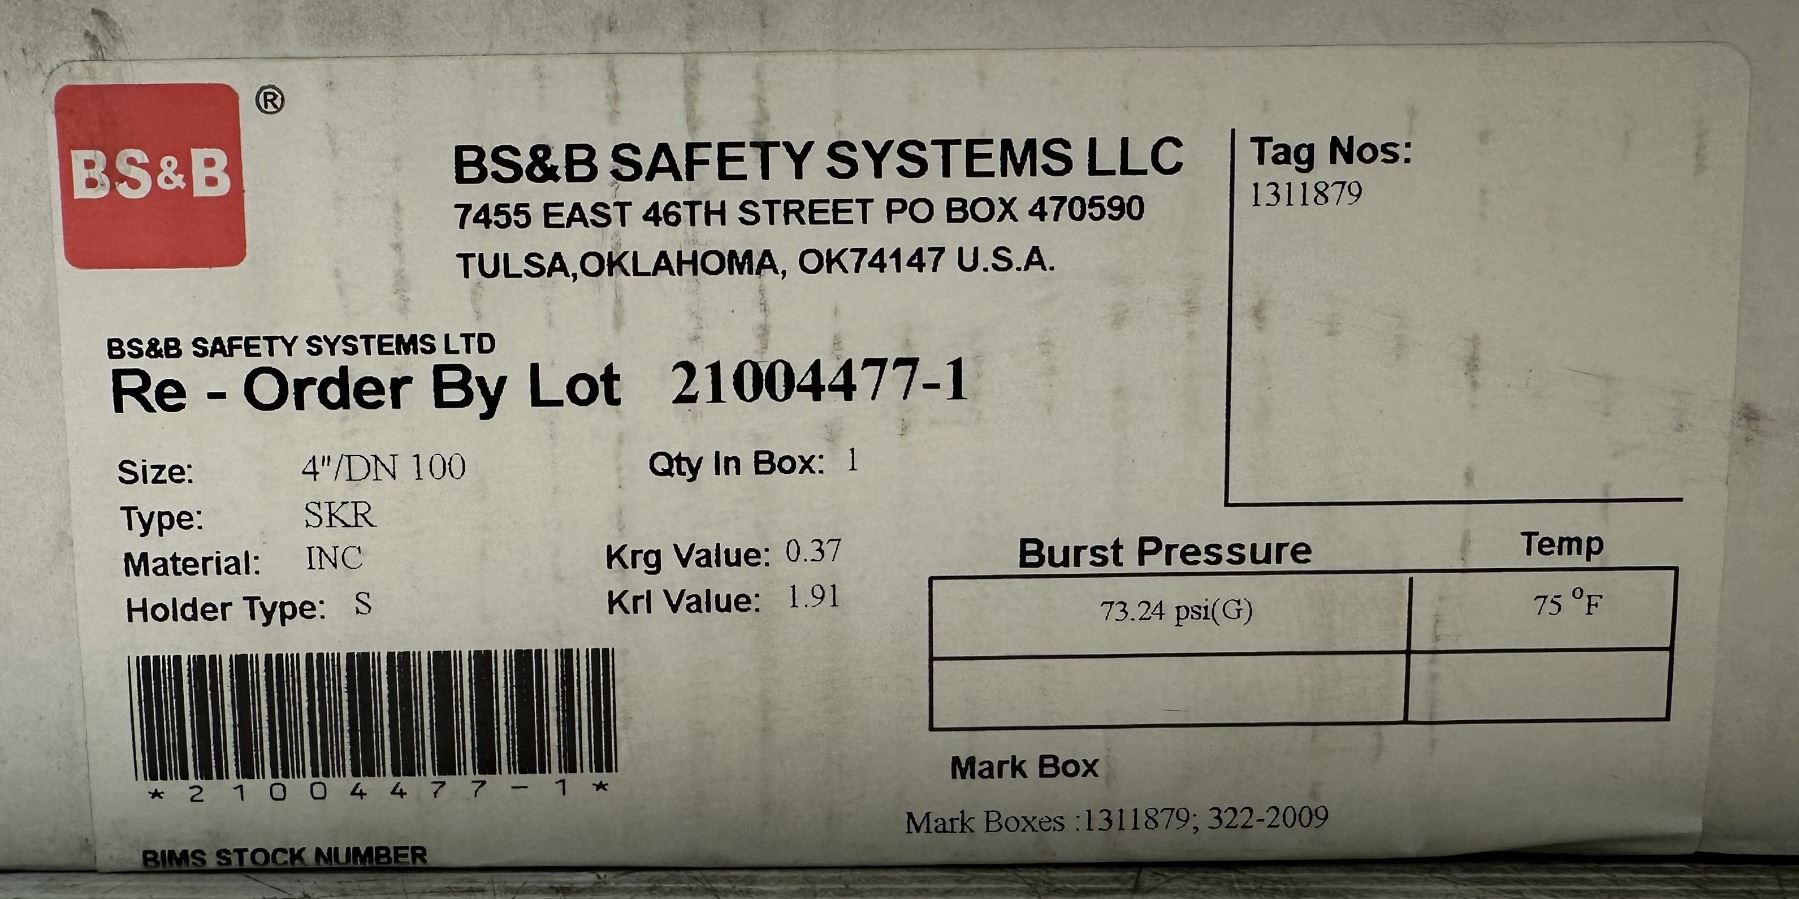 BS&B ®
BS&B SAFETY SYSTEMS LLC
7455 EAST 46TH STREET PO BOX 470590
TULSA,OKLAHOMA, OK74147 U.S.A.
Tag Nos:
1311879
BS&B SAFETY SYSTEMS LTD
Re - Order By Lot 21004477-1
Size: 4"/DN 100 Qty In Box: 1
Type: SKR
Material: INC Krg Value: 0.37
Holder Type: S Krl Value: 1.91
Burst Pressure Temp
73.24 psi(G) 75 °F
*21004477-1*
Mark Box
Mark Boxes :1311879; 322-2009
BIMS STOCK NUMBER